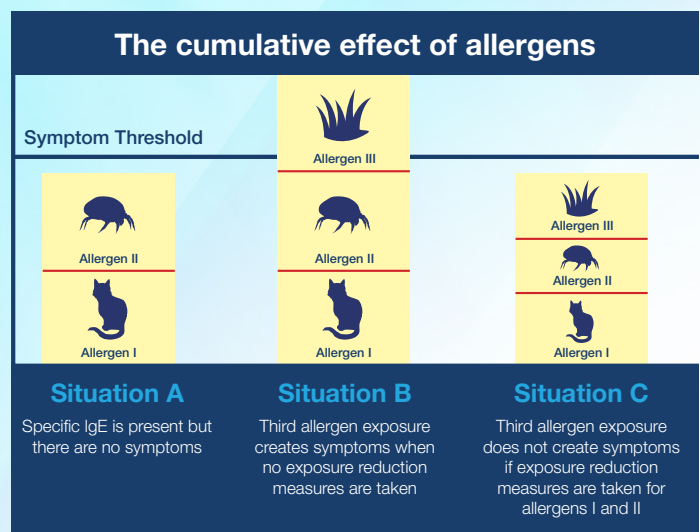 The cumulative effect of allergens
Symptom Threshold
Allergen III
Allergen II
Allergen I
Allergen II
Allergen I
Allergen III
Allergen II
Allergen I
Situation A
Specific IgE is present but
there are no symptoms
Situation B
Third allergen exposure
creates symptoms when
no exposure reduction
measures are taken
Situation C
Third allergen exposure
does not create symptoms
if exposure reduction
measures are taken for
allergens I and II